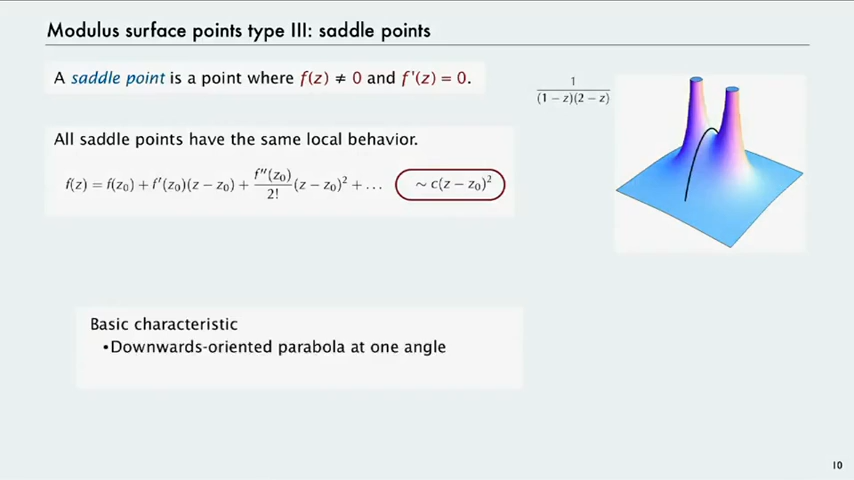 Modulus surface points type III: saddle points
A saddle point is a point where f(z) ≠ 0 and f'(z) = 0.
1
(1 − z)(2 − z)
All saddle points have the same local behavior.
f(z) = f(z₀) + f′(z₀)(z − z₀) + f″(z₀)/2! (z − z₀)² + … ∼ c(z − z₀)²
Basic characteristic
•Downwards-oriented parabola at one angle
10